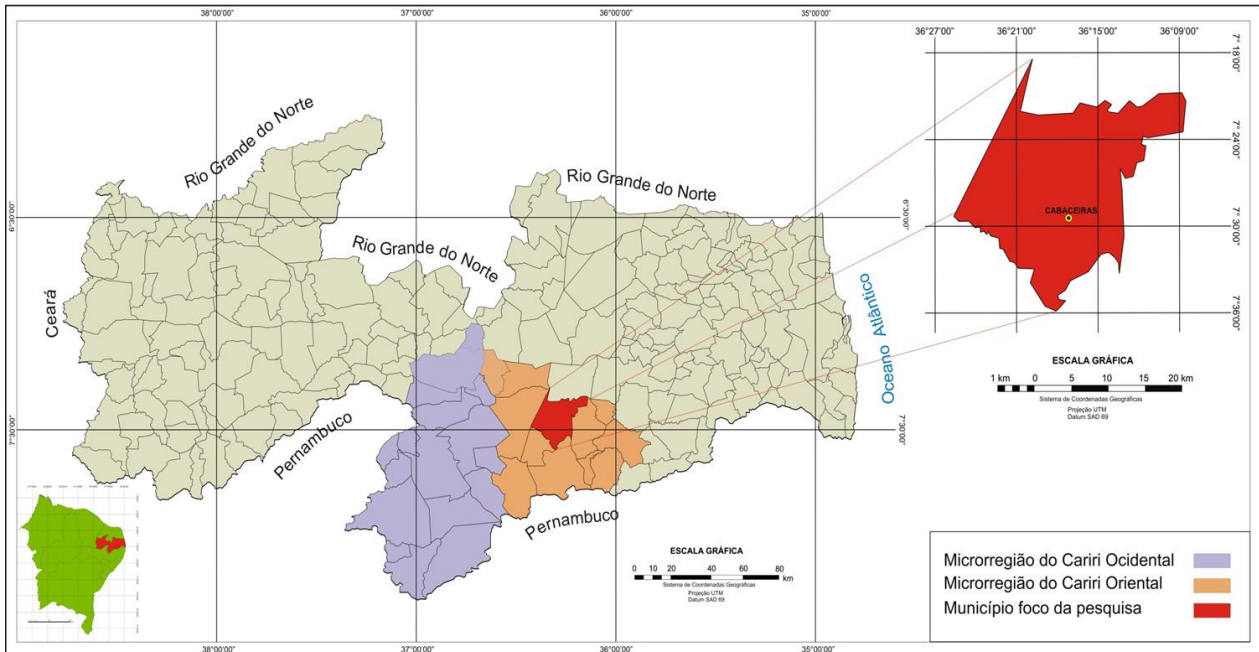 38°00'00"
37°00'00"
36°00'00"
35°00'00"
36°27'00"
36°21'00"
36°15'00"
36°09'00"
7°18'00"
7°24'00"
7°30'00"
7°36'00"
Rio Grande do Norte
Rio Grande do Norte
Rio Grande do Norte
6°30'00"
6°30'00"
CABACEIRAS
Ceará
Oceano Atlântico
Pernambuco
7°30'00"
7°30'00"
Pernambuco
ESCALA GRÁFICA
1 km 0 5 10 15 20 km
Sistema de Coordenadas Geográficas
Projeção UTM
Datum SAD 69
ESCALA GRÁFICA
0 10 20 40 60 80
km
Sistema de Coordenadas Geográficas
Projeção UTM
Datum SAD 69
Microrregião do Cariri Ocidental
Microrregião do Cariri Oriental
Município foco da pesquisa
38°00'00"
37°00'00"
36°00'00"
35°00'00"